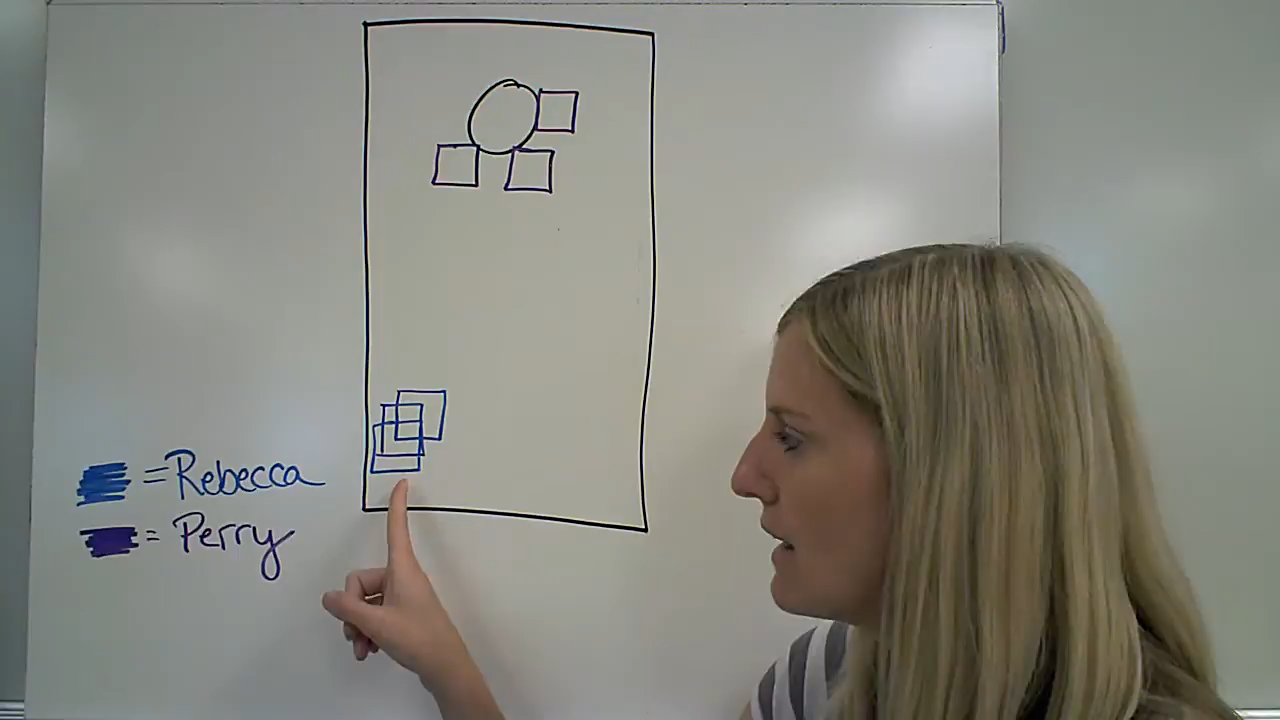 = Rebecca
= Perry